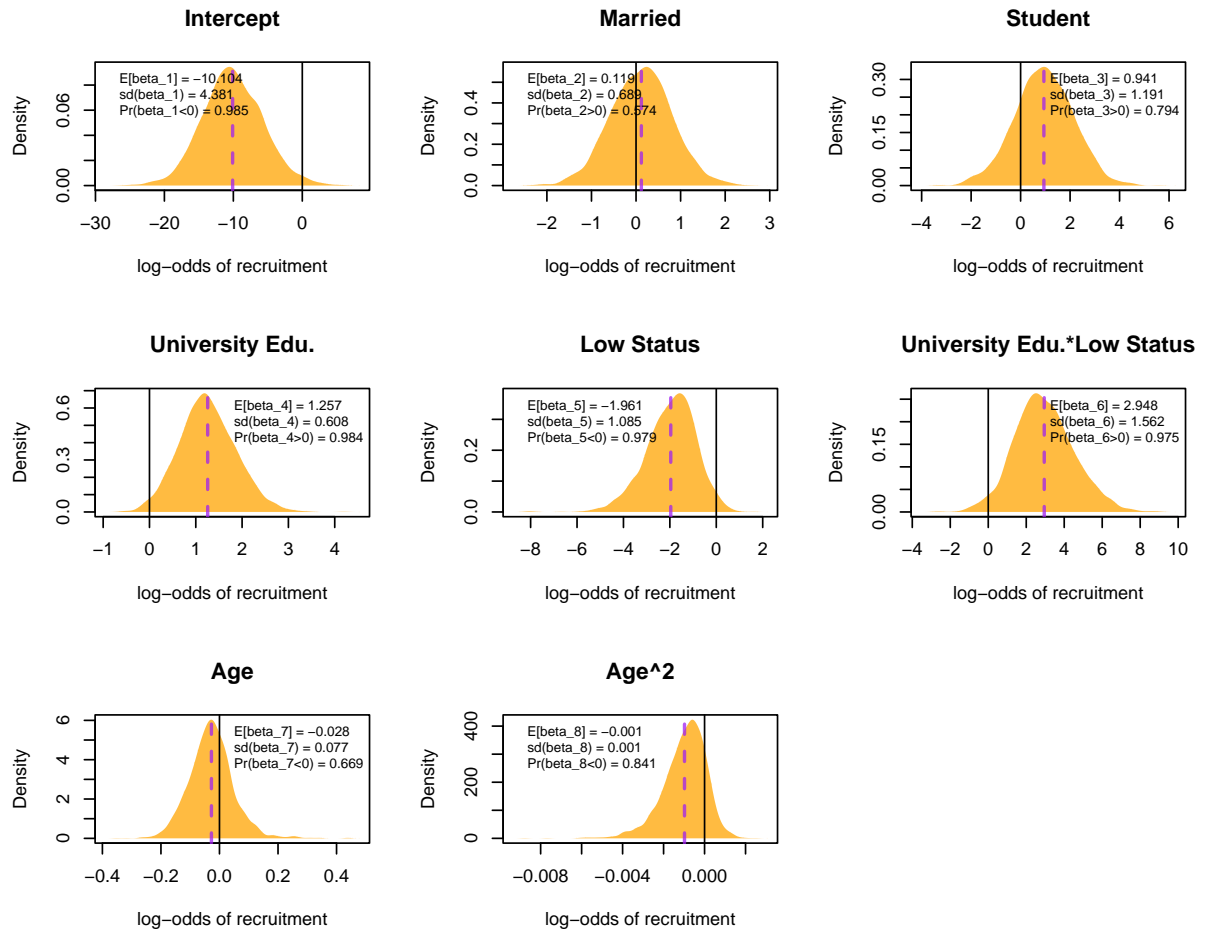 Intercept
E[beta_1] = −10.104
sd(beta_1) = 4.381
Pr(beta_1<0) = 0.985
Density
0.00
0.06
−30
−20
−10
0
log−odds of recruitment
Married
E[beta_2] = 0.119
sd(beta_2) = 0.689
Pr(beta_2>0) = 0.574
Density
0.0
0.2
0.4
−2
−1
0
1
2
3
log−odds of recruitment
Student
E[beta_3] = 0.941
sd(beta_3) = 1.191
Pr(beta_3>0) = 0.794
Density
0.00
0.15
0.30
−4
−2
0
2
4
6
log−odds of recruitment
University Edu.
E[beta_4] = 1.257
sd(beta_4) = 0.608
Pr(beta_4>0) = 0.984
Density
0.0
0.3
0.6
−1
0
1
2
3
4
log−odds of recruitment
Low Status
E[beta_5] = −1.961
sd(beta_5) = 1.085
Pr(beta_5<0) = 0.979
Density
0.0
0.2
−8
−6
−4
−2
0
2
log−odds of recruitment
University Edu.*Low Status
E[beta_6] = 2.948
sd(beta_6) = 1.562
Pr(beta_6>0) = 0.975
Density
0.00
0.15
−4
−2
0
2
4
6
8
10
log−odds of recruitment
Age
E[beta_7] = −0.028
sd(beta_7) = 0.077
Pr(beta_7<0) = 0.669
Density
0
2
4
6
−0.4
−0.2
0.0
0.2
0.4
log−odds of recruitment
Age^2
E[beta_8] = −0.001
sd(beta_8) = 0.001
Pr(beta_8<0) = 0.841
Density
0
200
400
−0.008
−0.004
0.000
log−odds of recruitment